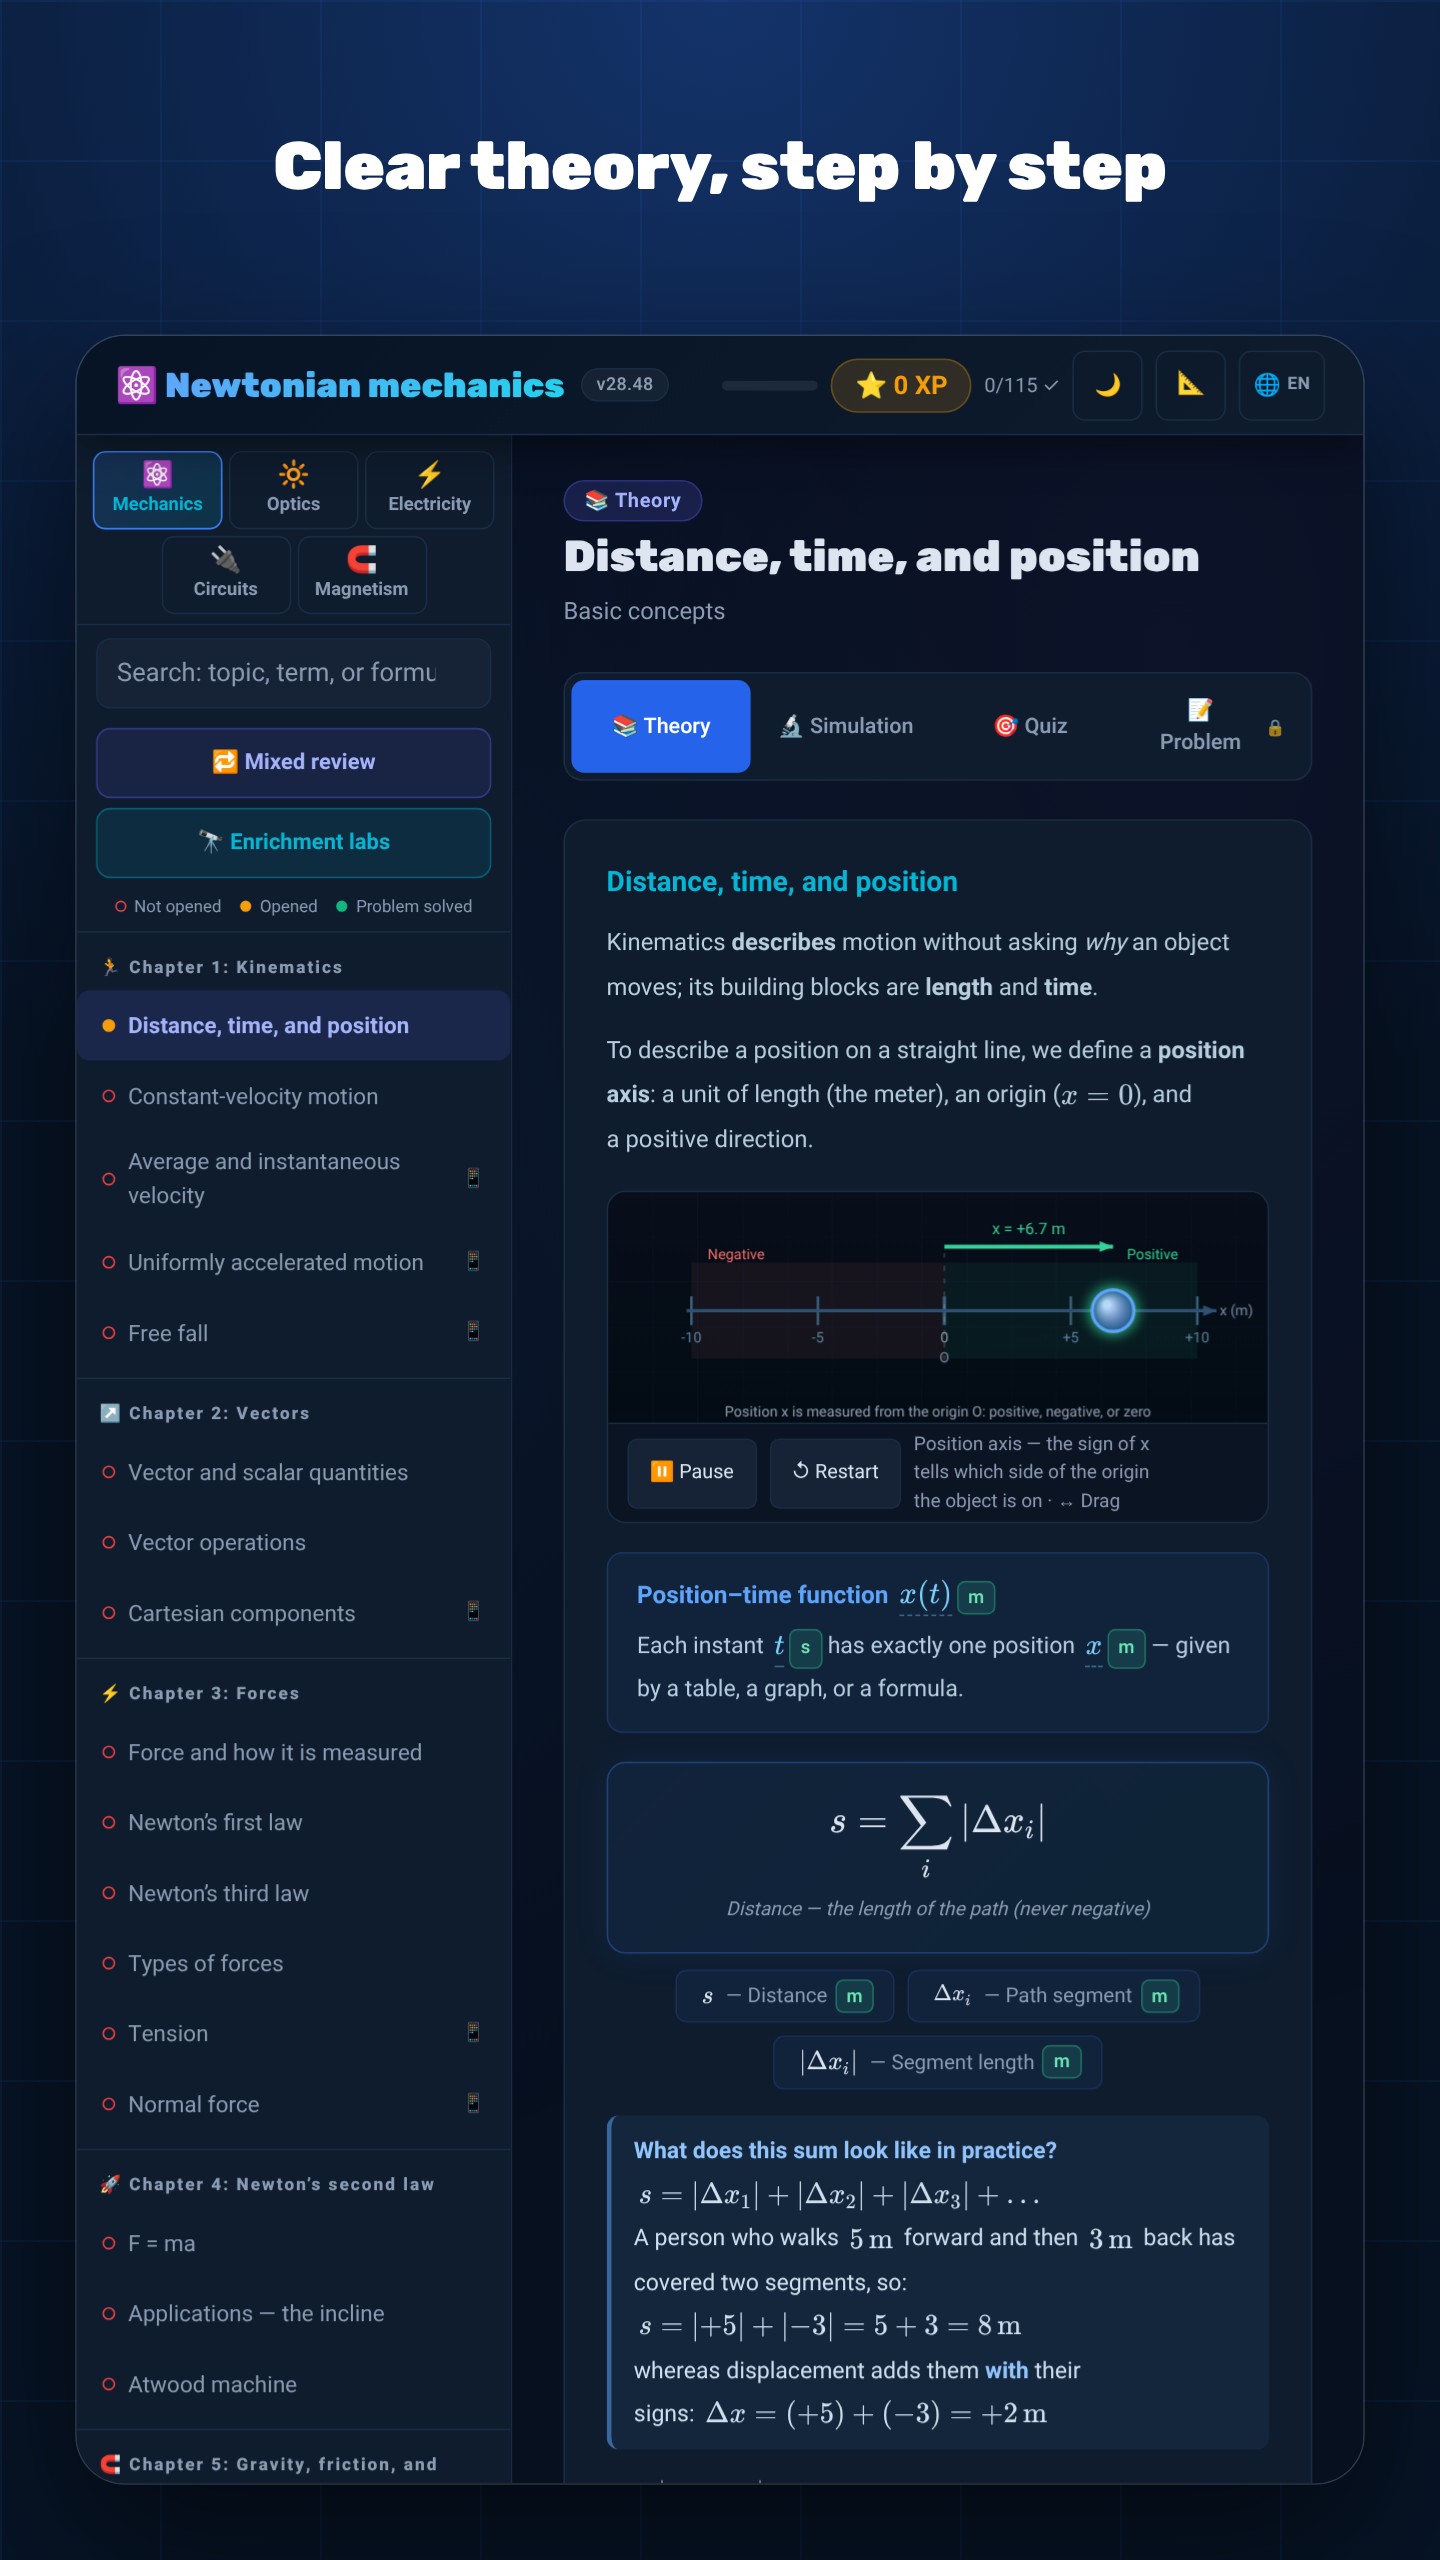 Clear theory, step by step
Newtonian mechanics v28.48 0 XP 0/115 ✓ EN
Mechanics Optics Electricity
Circuits Magnetism
Search: topic, term, or formu
Mixed review
Enrichment labs
Not opened Opened Problem solved
Chapter 1: Kinematics
Distance, time, and position
Constant-velocity motion
Average and instantaneous
velocity
Uniformly accelerated motion
Free fall
Chapter 2: Vectors
Vector and scalar quantities
Vector operations
Cartesian components
Chapter 3: Forces
Force and how it is measured
Newton's first law
Newton's third law
Types of forces
Tension
Normal force
Chapter 4: Newton's second law
F = ma
Applications — the incline
Atwood machine
Chapter 5: Gravity, friction, and
Theory
Distance, time, and position
Basic concepts
Theory Simulation Quiz Problem
Distance, time, and position
Kinematics describes motion without asking why an object
moves; its building blocks are length and time.
To describe a position on a straight line, we define a position
axis: a unit of length (the meter), an origin (x = 0), and
a positive direction.
x = +6.7 m
Negative Positive
x (m)
-10 -5 0 +5 +10
O
Position x is measured from the origin O: positive, negative, or zero
Pause Restart
Position axis — the sign of x
tells which side of the origin
the object is on · ↔ Drag
Position–time function x(t) m
Each instant t s has exactly one position x m — given
by a table, a graph, or a formula.
s = ∑ i |Δxᵢ|
Distance — the length of the path (never negative)
s — Distance m Δxᵢ — Path segment m
|Δxᵢ| — Segment length m
What does this sum look like in practice?
s = |Δx₁| + |Δx₂| + |Δx₃| + ...
A person who walks 5 m forward and then 3 m back has
covered two segments, so:
s = |+5| + |−3| = 5 + 3 = 8 m
whereas displacement adds them with their
signs: Δx = (+5) + (−3) = +2 m